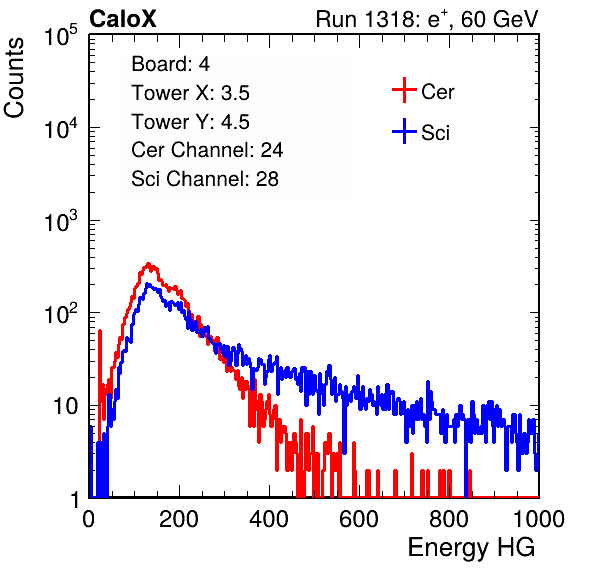 CaloX Run 1318: e⁺, 60 GeV
Counts
Board: 4
Tower X: 3.5
Tower Y: 4.5
Cer Channel: 24
Sci Channel: 28
Cer
Sci
10⁵
10⁴
10³
10²
10
1
0 200 400 600 800 1000
Energy HG